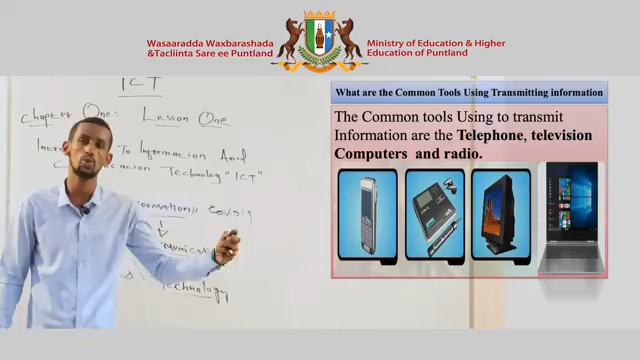 Wasaaradda Waxbarashada
&Tacliinta Sare ee Puntland
Ministry of Education & Higher
Education of Puntland
ICT
Chapter One: Lesson One
To Information And
Technolog "ICT"
Technology
What are the Common Tools Using Transmitting information
The Common tools Using to transmit
Information are the Telephone, television
Computers and radio.